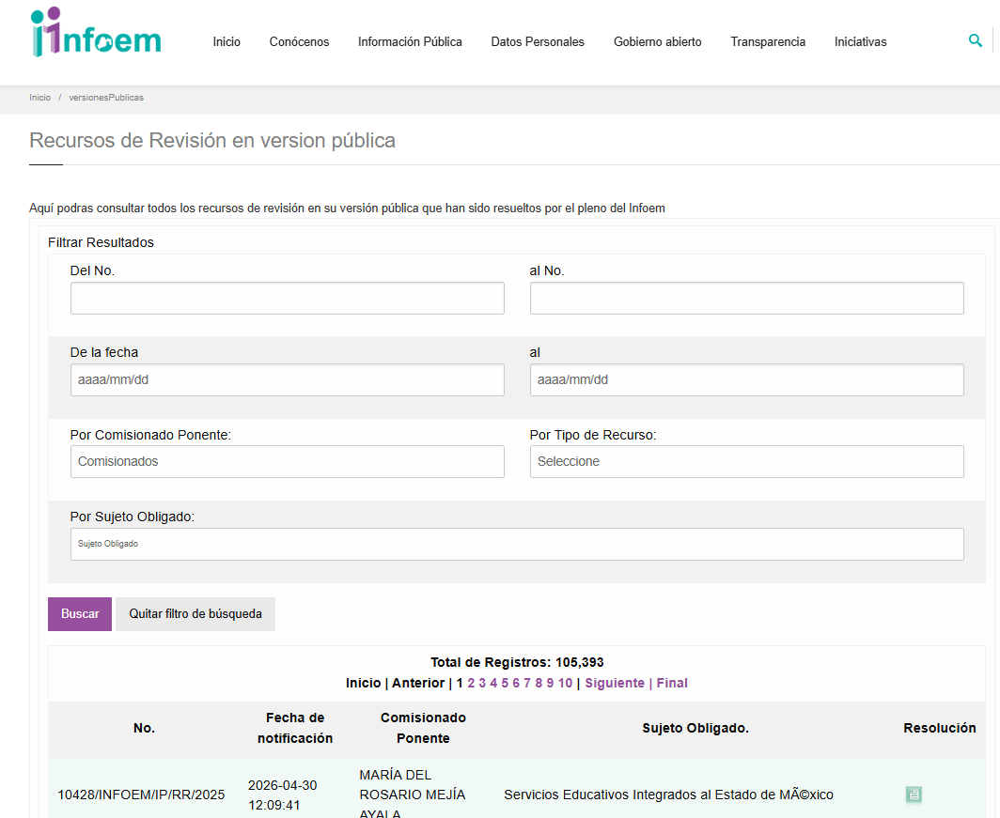 infoem
Inicio Conócenos Información Pública Datos Personales Gobierno abierto Transparencia Iniciativas
Inicio / versionesPublicas
Recursos de Revisión en version pública
Aquí podras consultar todos los recursos de revisión en su versión pública que han sido resueltos por el pleno del Infoem
Filtrar Resultados
Del No. al No.
De la fecha al
aaaa/mm/dd aaaa/mm/dd
Por Comisionado Ponente: Por Tipo de Recurso:
Comisionados Seleccione
Por Sujeto Obligado:
Sujeto Obligado
Buscar Quitar filtro de búsqueda
Total de Registros: 105,393
Inicio | Anterior | 1 2 3 4 5 6 7 8 9 10 | Siguiente | Final
No. Fecha de notificación Comisionado Ponente Sujeto Obligado. Resolución
10428/INFOEM/IP/RR/2025 2026-04-30 12:09:41 MARÍA DEL ROSARIO MEJÍA AYALA Servicios Educativos Integrados al Estado de MÃ©xico